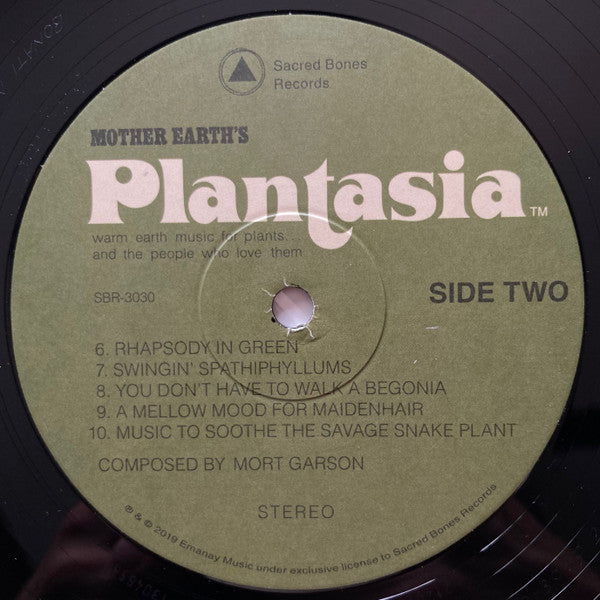 Sacred Bones
Records
MOTHER EARTH'S
Plantasia TM
warm earth music for plants...
and the people who love them
SBR-3030
SIDE TWO
6. RHAPSODY IN GREEN
7. SWINGIN' SPATHIPHYLLUMS
8. YOU DON'T HAVE TO WALK A BEGONIA
9. A MELLOW MOOD FOR MAIDENHAIR
10. MUSIC TO SOOTHE THE SAVAGE SNAKE PLANT
COMPOSED BY MORT GARSON
STEREO
℗ & © 2019 Emanay Music under exclusive license to Sacred Bones Records